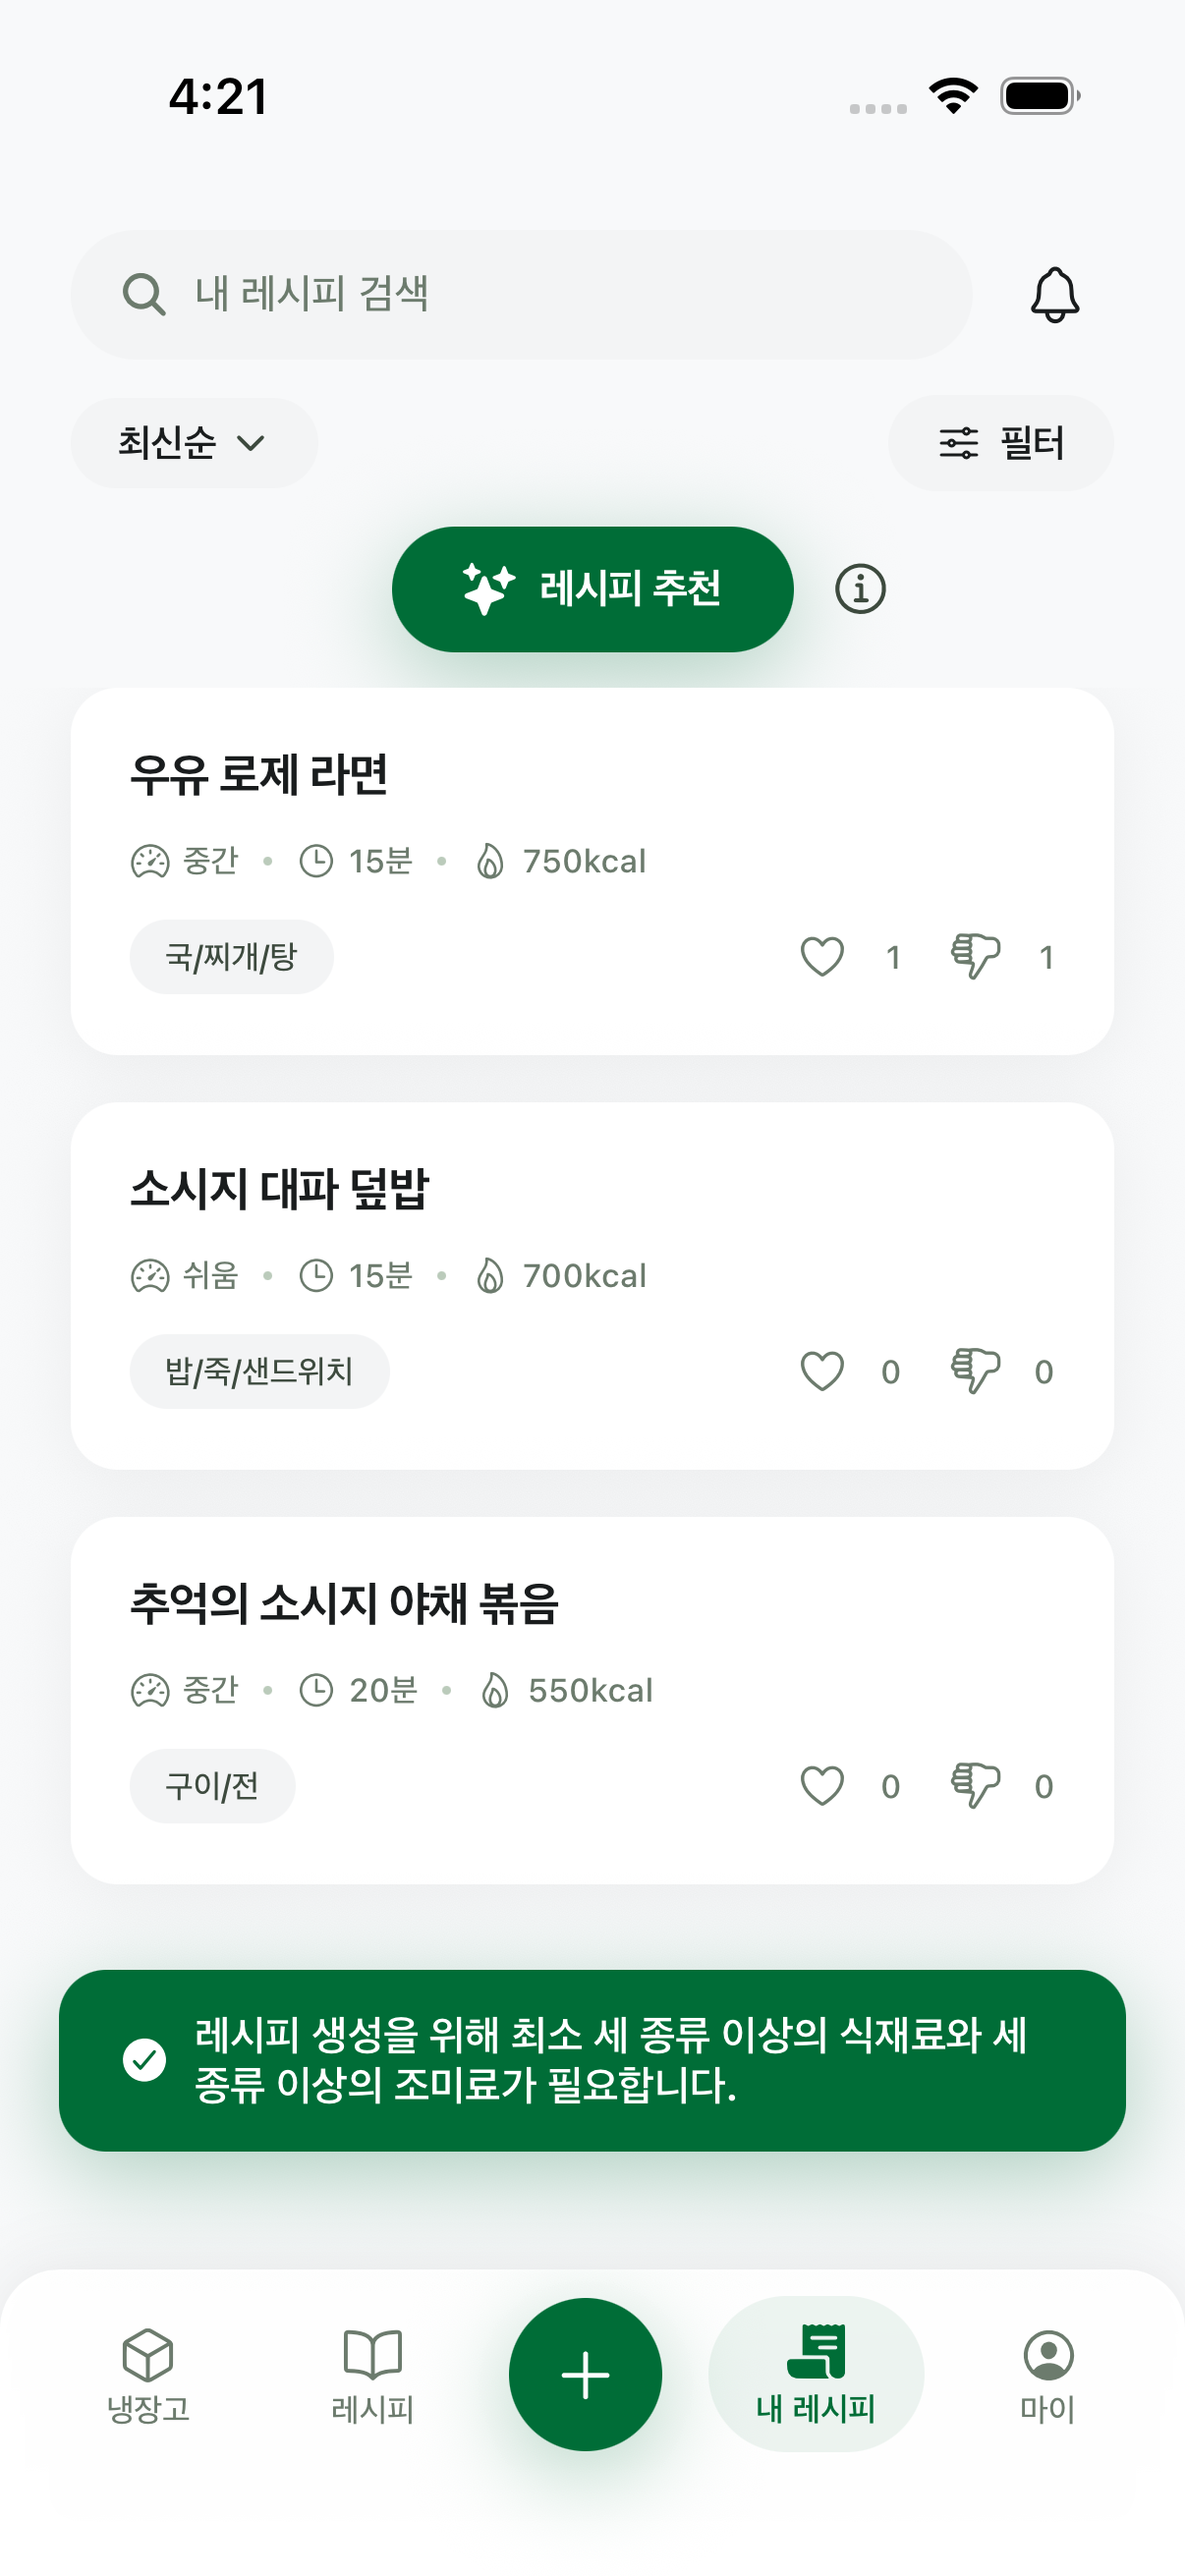 4:21
내 레시피 검색
최신순
필터
레시피 추천
우유 로제 라면
중간 • 15분 • 750kcal
국/찌개/탕
1 1
소시지 대파 덮밥
쉬움 • 15분 • 700kcal
밥/죽/샌드위치
0 0
추억의 소시지 야채 볶음
중간 • 20분 • 550kcal
구이/전
0 0
레시피 생성을 위해 최소 세 종류 이상의 식재료와 세
종류 이상의 조미료가 필요합니다.
냉장고 레시피 내 레시피 마이